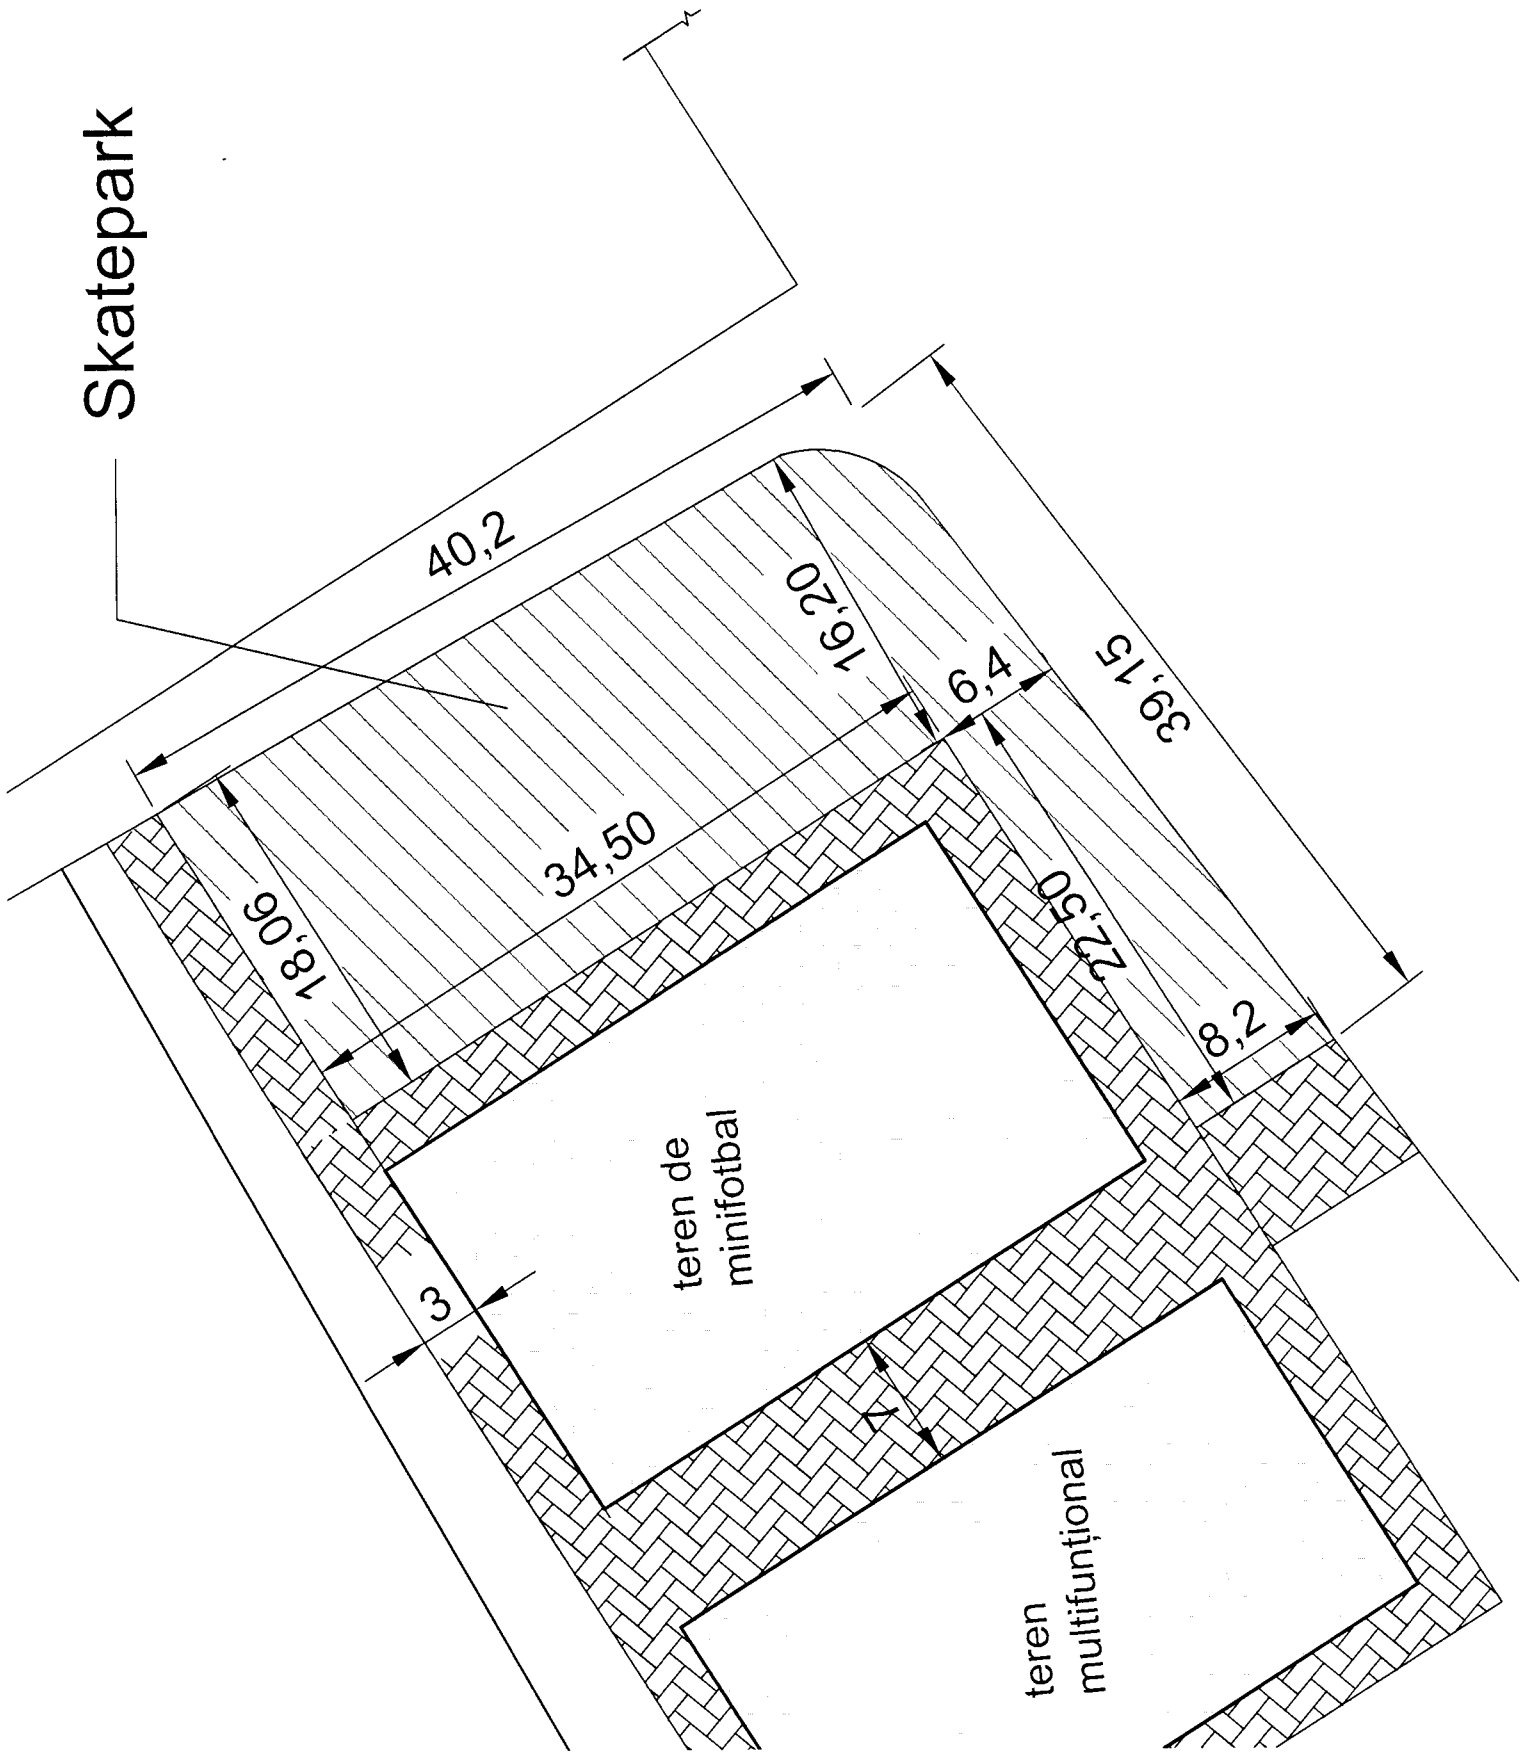 Skatepark
40,2
16,20
6,4
39,15
34,50
18,06
22,50
8,2
3
teren de
minifotbal
7
teren
multifunțional